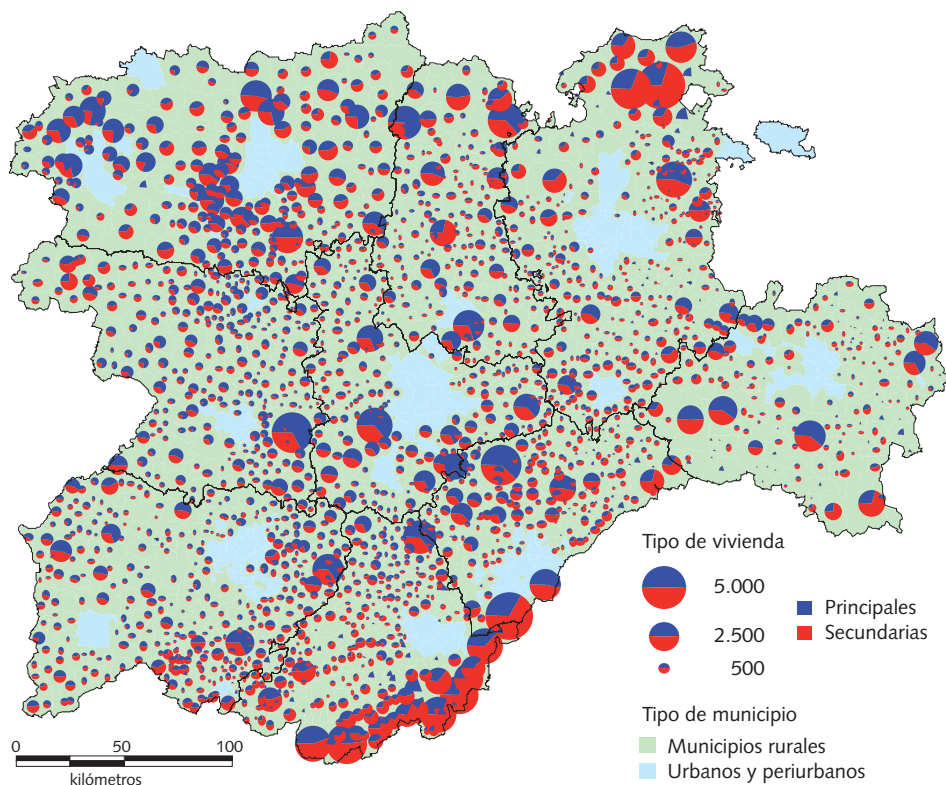 Tipo de vivienda
5.000
2.500
500
Principales
Secundarias
Tipo de municipio
Municipios rurales
Urbanos y periurbanos
0 50 100
kilómetros